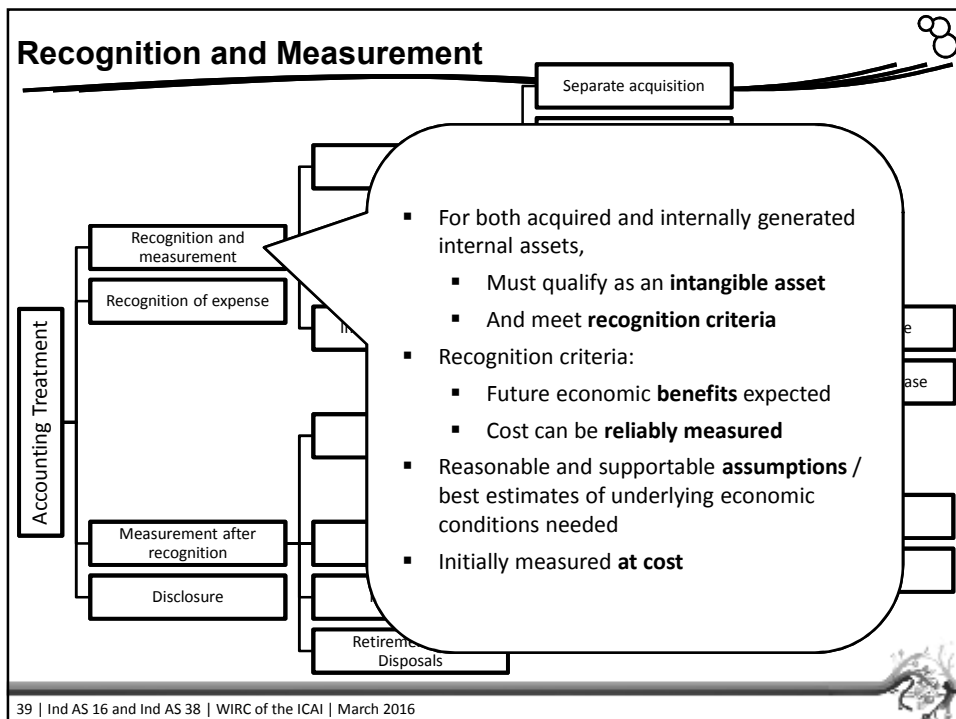 Recognition and Measurement
Separate acquisition
Accounting Treatment
Recognition and
measurement
Recognition of expense
Measurement after
recognition
Disclosure
Disposals
▪ For both acquired and internally generated
internal assets,
▪ Must qualify as an intangible asset
▪ And meet recognition criteria
▪ Recognition criteria:
▪ Future economic benefits expected
▪ Cost can be reliably measured
▪ Reasonable and supportable assumptions /
best estimates of underlying economic
conditions needed
▪ Initially measured at cost
39 | Ind AS 16 and Ind AS 38 | WIRC of the ICAI | March 2016